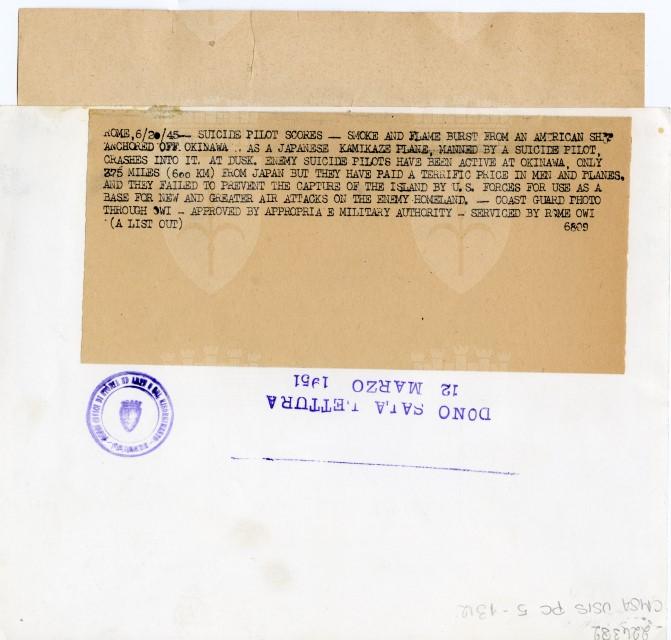 ROME, 6/20/45— SUICIDE PILOT SCORES — SMOKE AND FLAME BURST FROM AN AMERICAN SHIP
ANCHORED OFF OKINAWA .. AS A JAPANESE KAMIKAZE PLANE, MANNED BY A SUICIDE PILOT,
CRASHES INTO IT. AT DUSK. ENEMY SUICIDE PILOTS HAVE BEEN ACTIVE AT OKINAWA, ONLY
375 MILES (600 KM) FROM JAPAN BUT THEY HAVE PAID A TERRIFIC PRICE IN MEN AND PLANES.
AND THEY FAILED TO PREVENT THE CAPTURE OF THE ISLAND BY U.S. FORCES FOR USE AS A
BASE FOR NEW AND GREATER AIR ATTACKS ON THE ENEMY HOMELAND. — COAST GUARD PHOTO
THROUGH OWI — APPROVED BY APPROPRIA E MILITARY AUTHORITY — SERVICED BY ROME OWI
(A LIST OUT) 6809
DONO SALA LETTURA
12 MARZO 1951
CMSA USIS PC 5-1312